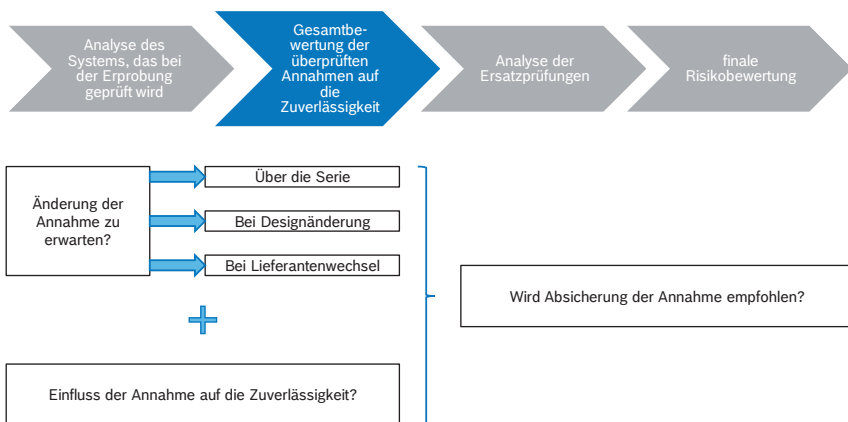 Analyse des
Systems, das bei
der Erprobung
geprüft wird
Gesamtbe-
wertung der
überprüften
Annahmen auf
die
Zuverlässigkeit
Analyse der
Ersatzprüfungen
finale
Risikobewertung
Änderung der
Annahme zu
erwarten?
Über die Serie
Bei Designänderung
Bei Lieferantenwechsel
Wird Absicherung der Annahme empfohlen?
Einfluss der Annahme auf die Zuverlässigkeit?